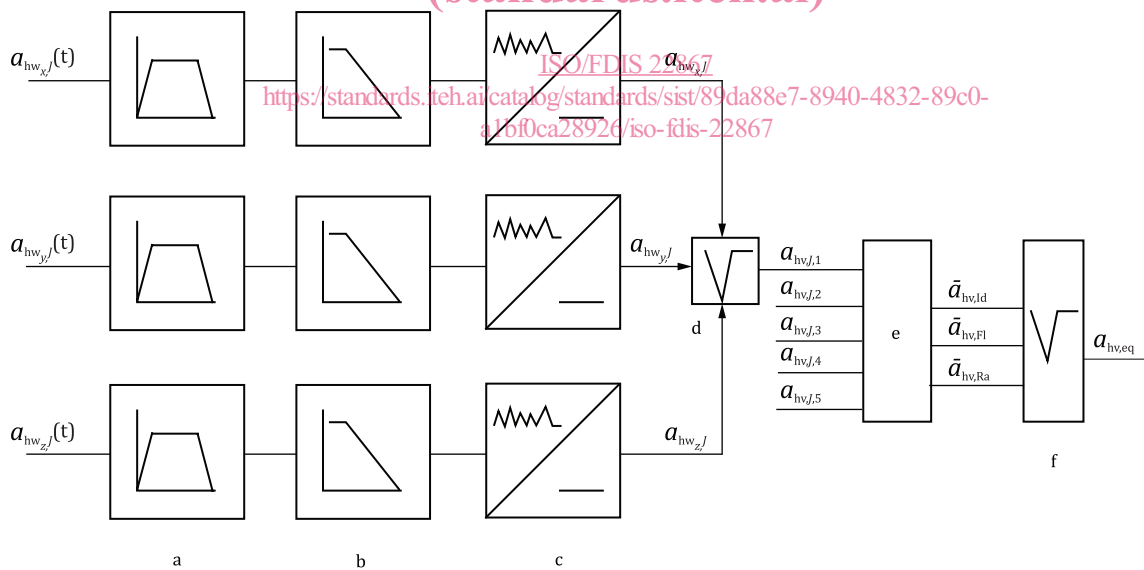 (standards.iteh.ai)
a_hw_x,J(t)
a_hw_x,J
ISO/FDIS 22867
https://standards.iteh.ai/catalog/standards/sist/89da88e7-8940-4832-89c0-
a1bf0ca28926/iso-fdis-22867
a_hw_y,J(t)
a_hw_y,J
a_hv,J,1
a_hv,J,2
a_hv,J,3
a_hv,J,4
a_hv,J,5
d
e
ā_hv,Id
ā_hv,Fl
ā_hv,Ra
a_hv,eq
f
a_hw_z,J(t)
a_hw_z,J
a
b
c